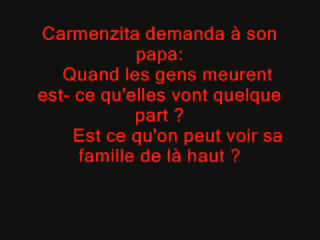 Carmenzita demanda à son
papa:
Quand les gens meurent
est- ce qu'elles vont quelque
part ?
Est ce qu'on peut voir sa
famille de là haut ?